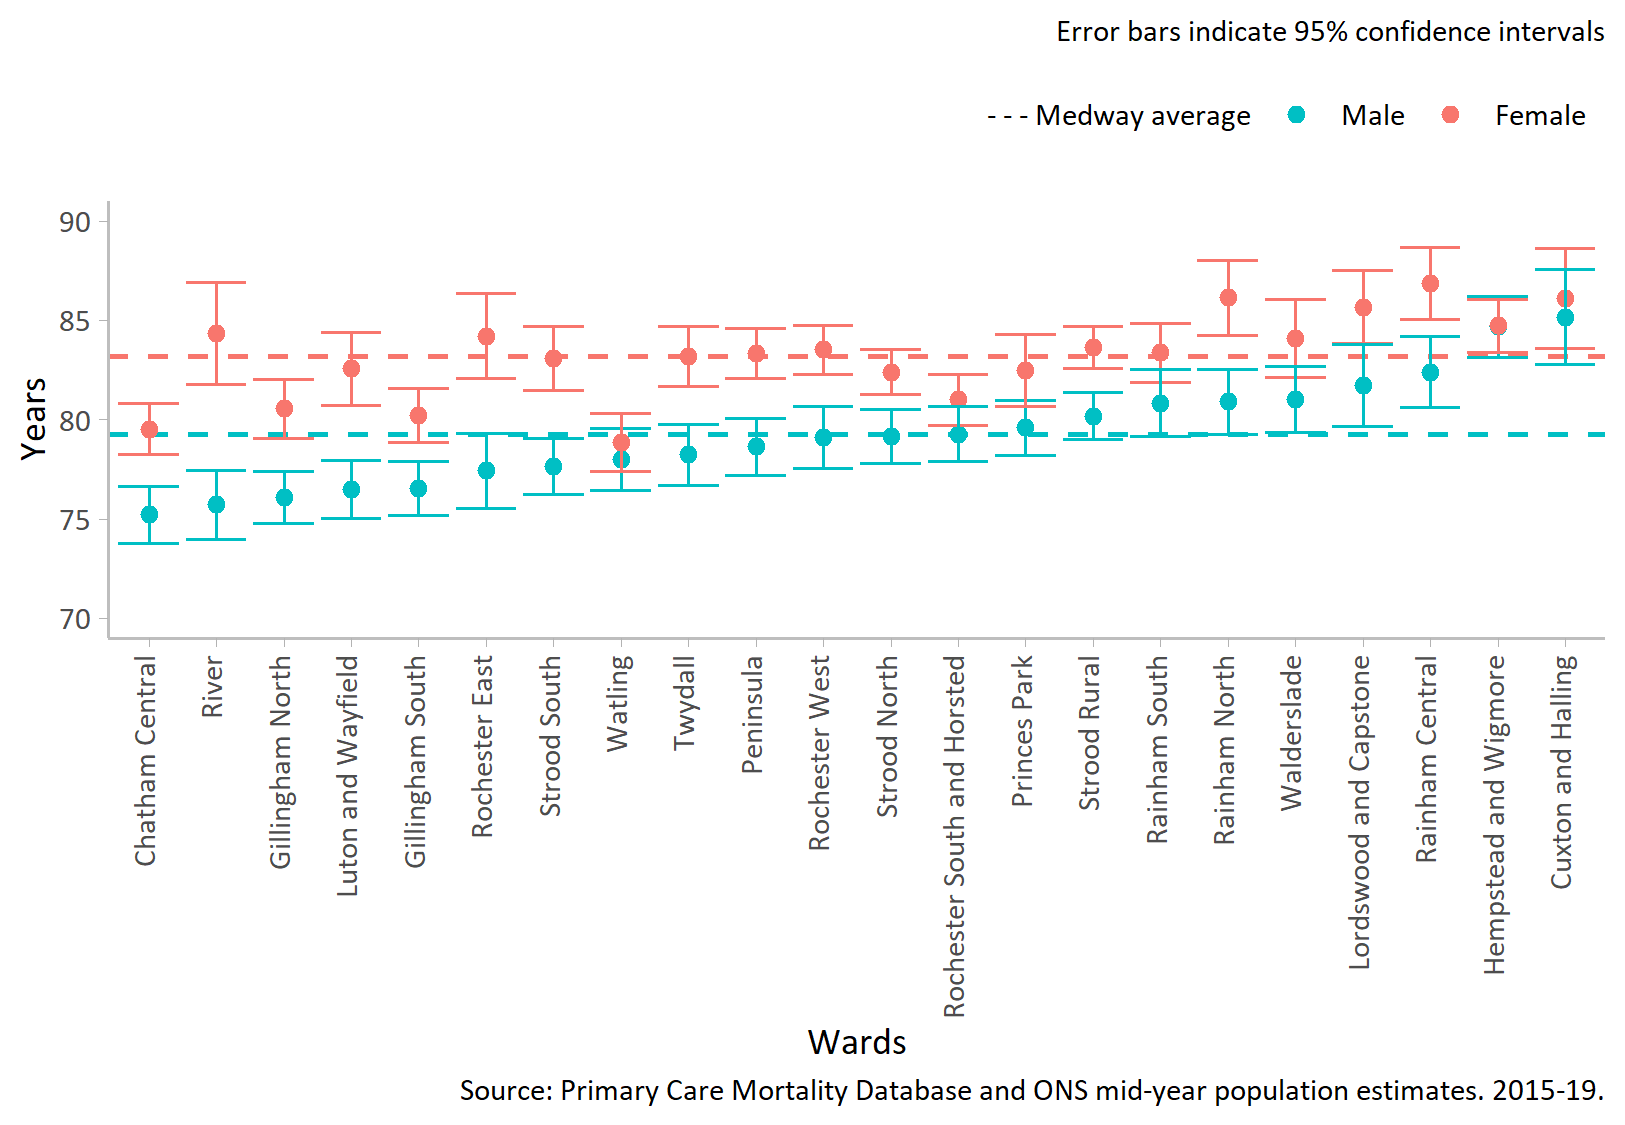 Error bars indicate 95% confidence intervals
- - - Medway average Male Female
Years
90
85
80
75
70
Chatham Central
River
Gillingham North
Luton and Wayfield
Gillingham South
Rochester East
Strood South
Watling
Twydall
Peninsula
Rochester West
Strood North
Rochester South and Horsted
Princes Park
Strood Rural
Rainham South
Rainham North
Walderslade
Lordswood and Capstone
Rainham Central
Hempstead and Wigmore
Cuxton and Halling
Wards
Source: Primary Care Mortality Database and ONS mid-year population estimates. 2015-19.